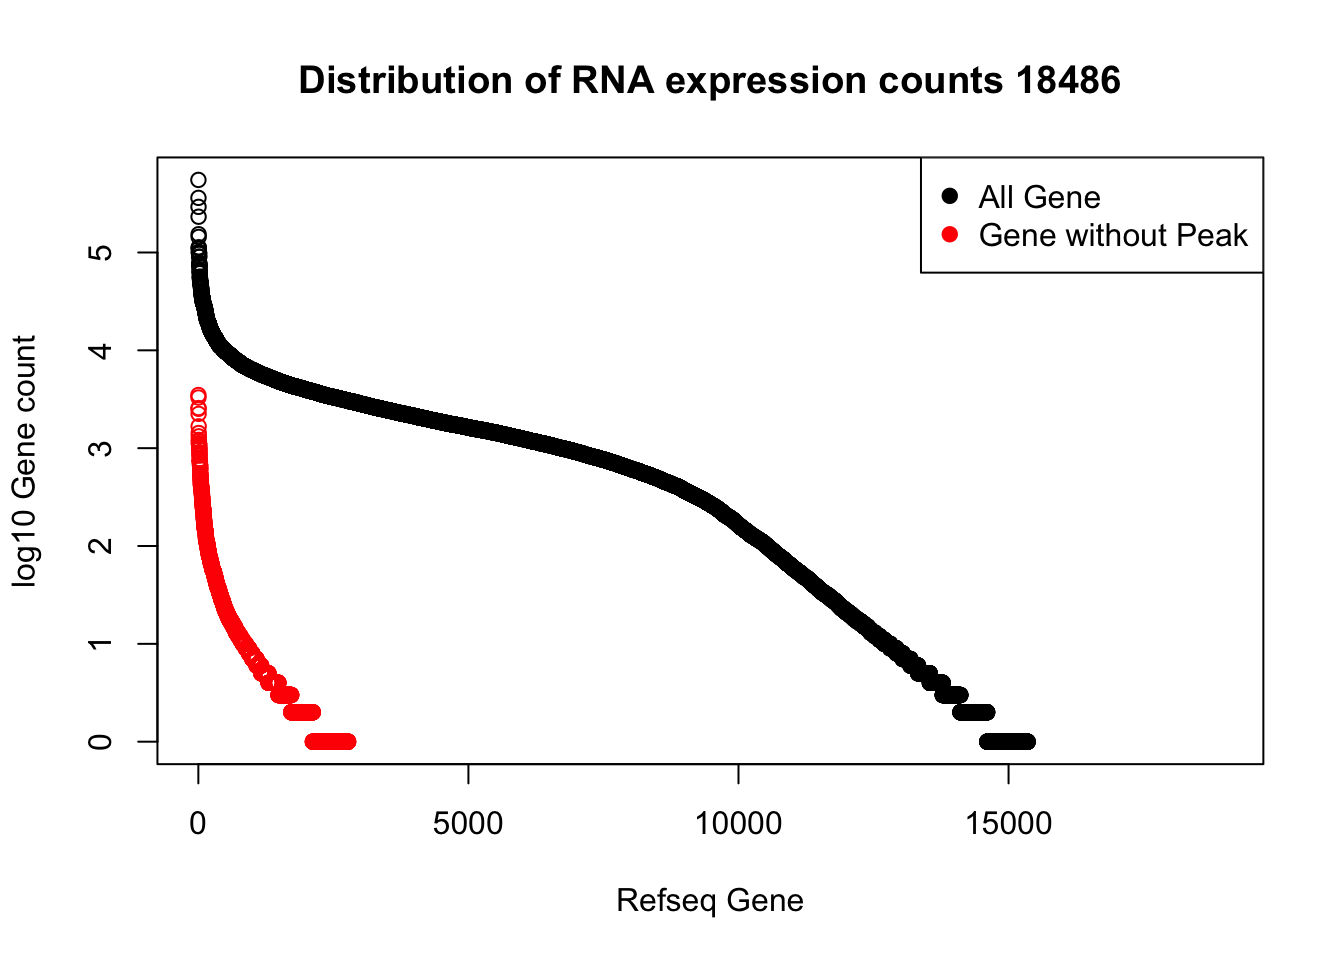 Distribution of RNA expression counts 18486
All Gene
Gene without Peak
log10 Gene count
5
4
3
2
1
0
0 5000 10000 15000
Refseq Gene